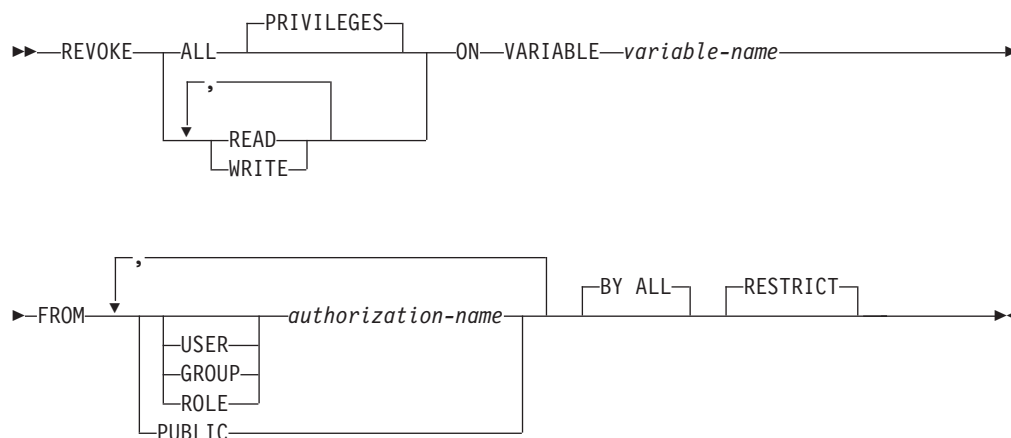 PRIVILEGES
REVOKE ALL ON VARIABLE variable-name
,
READ
WRITE
,
BY ALL RESTRICT
FROM authorization-name
USER
GROUP
ROLE
PUBLIC